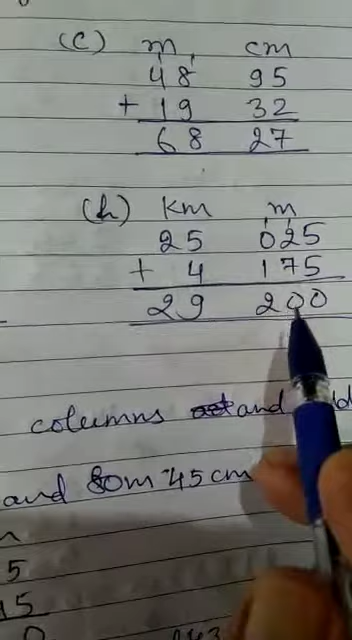 (c) m cm
48 95
+ 19 32
68 27
(h) Km m
25 025
+ 4 175
29 200
columns and
and 80m 45cm
5
15
0